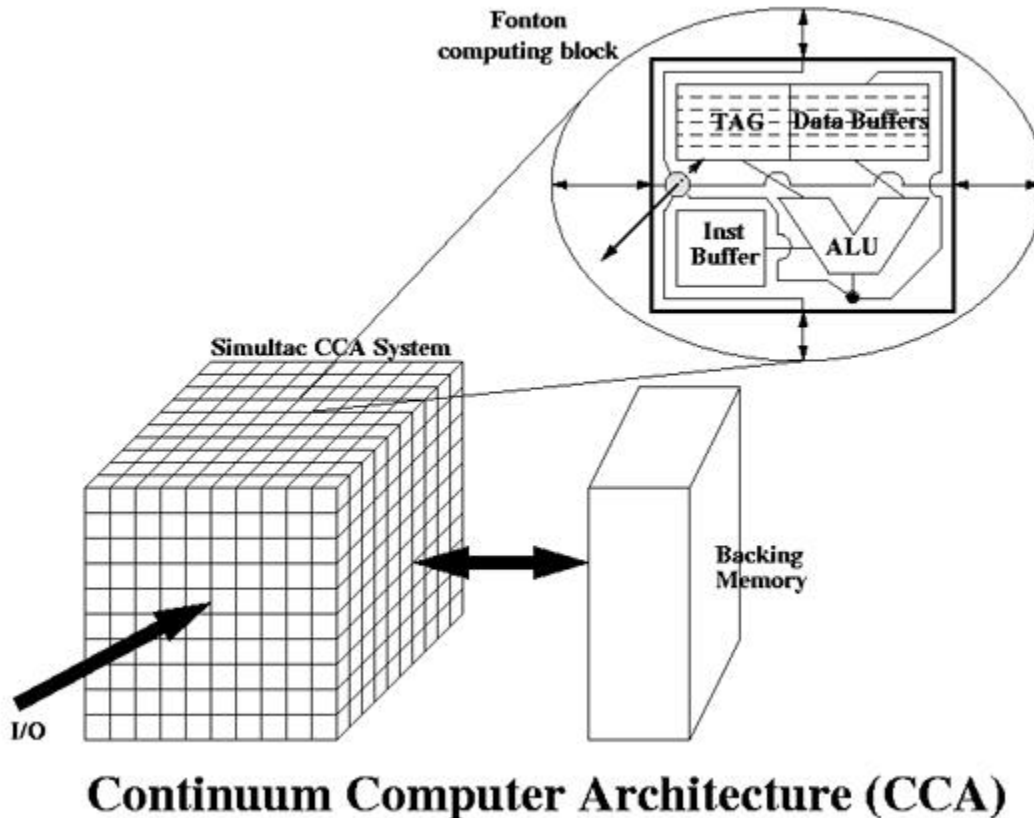 Fonton
computing block
TAG
Data Buffers
Inst
Buffer
ALU
Simultac CCA System
Backing
Memory
I/O
Continuum Computer Architecture (CCA)